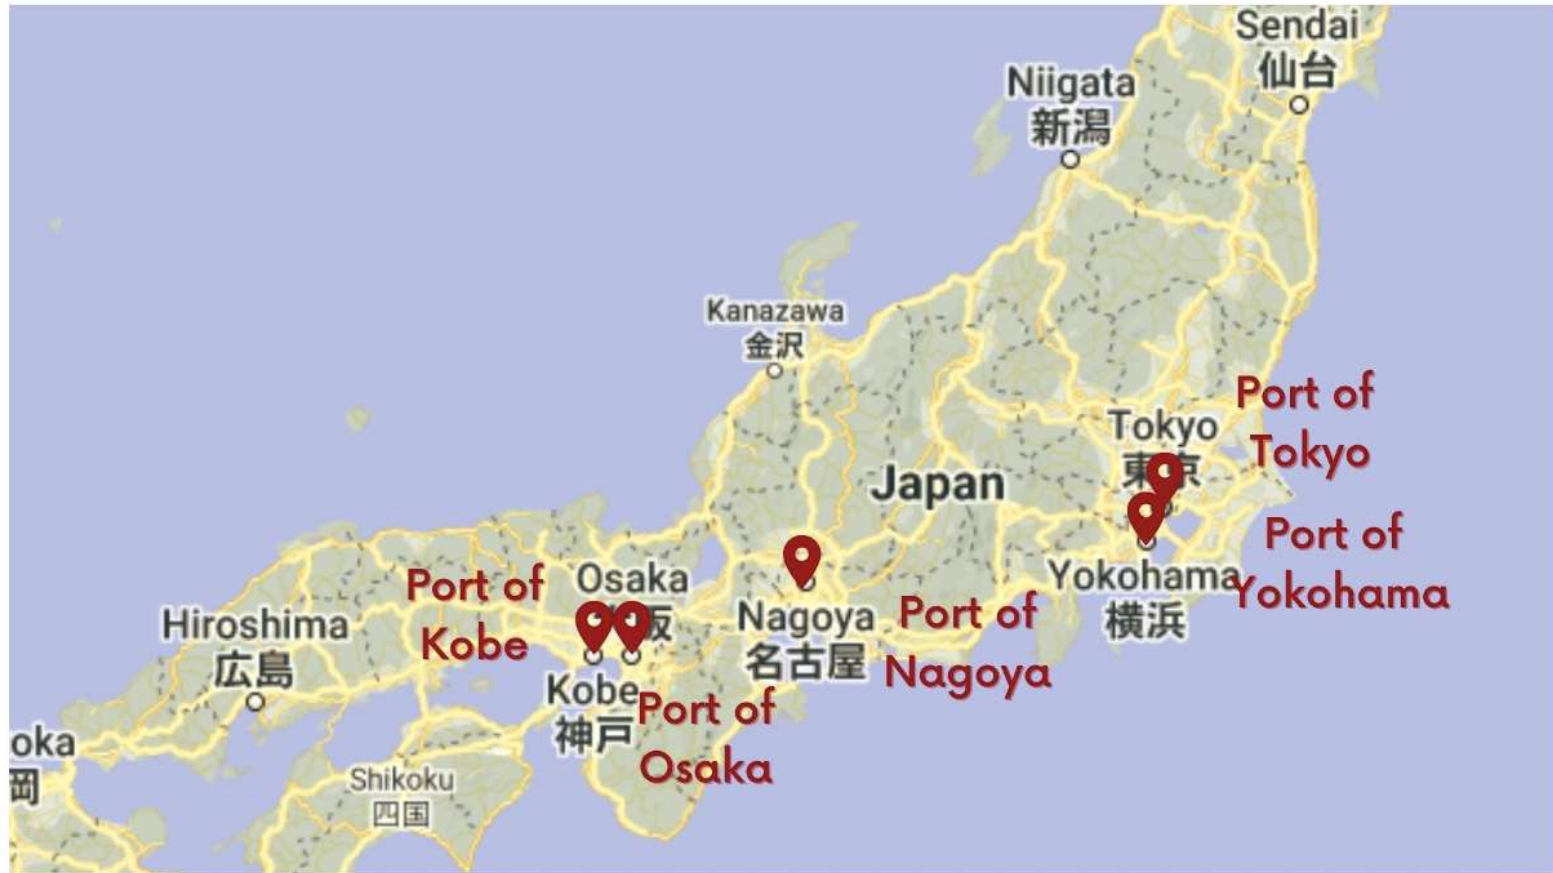 Sendai
仙台
Niigata
新潟
Kanazawa
金沢
Port of
Tokyo
Tokyo
東京
Japan
Port of
Yokohama
Yokohama
横浜
Port of
Kobe
Osaka
阪
Nagoya
名古屋
Port of
Nagoya
Hiroshima
広島
Kobe
神戸
Port of
Osaka
oka
岡
Shikoku
四国